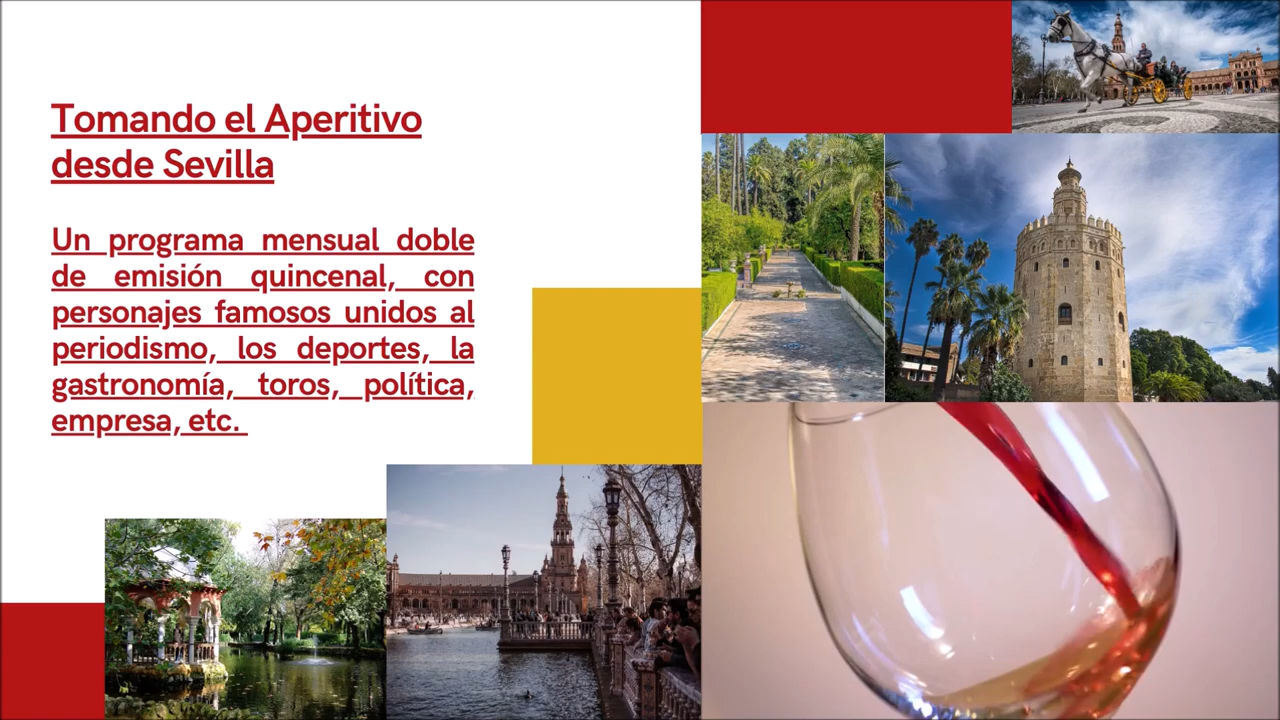 Tomando el Aperitivo
desde Sevilla
Un programa mensual doble
de emisión quincenal, con
personajes famosos unidos al
periodismo, los deportes, la
gastronomía, toros, política,
empresa, etc.